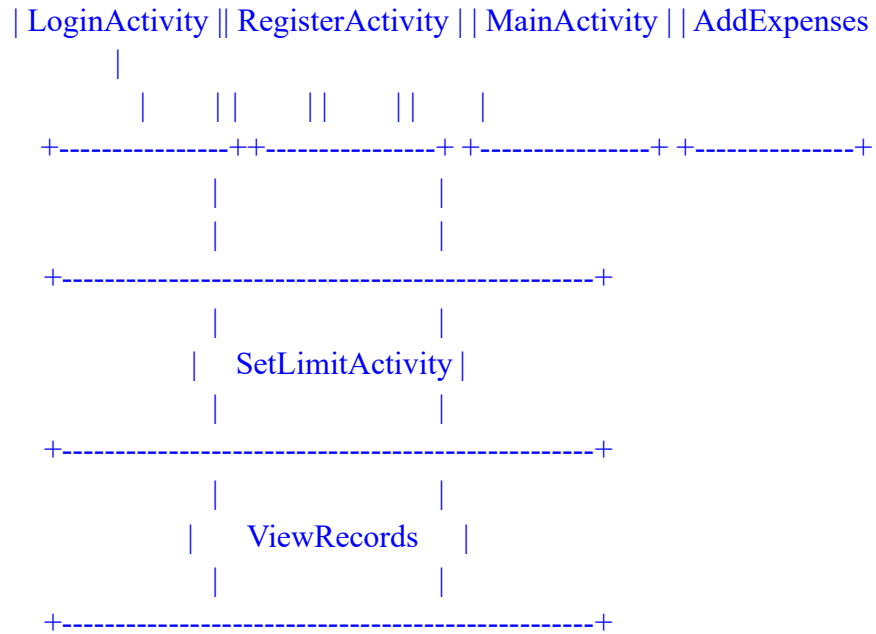 | LoginActivity || RegisterActivity | | MainActivity | | AddExpenses
|
| | | | | | | |
+----------------++----------------+ +----------------+ +---------------+
| |
| |
+--------------------------------------------------+
| |
| SetLimitActivity |
| |
+--------------------------------------------------+
| |
| ViewRecords |
| |
+--------------------------------------------------+